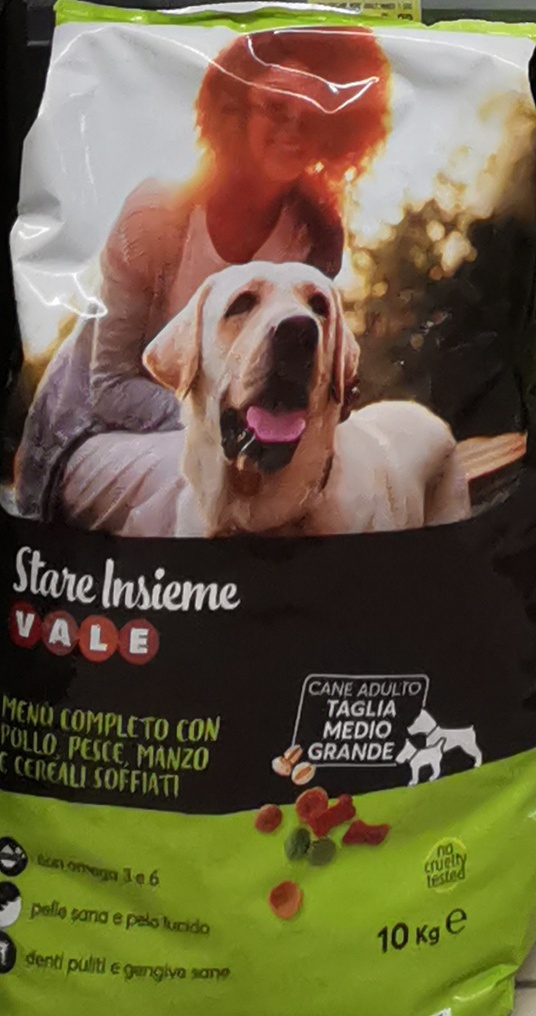 Stare Insieme
VALE
MENÙ COMPLETO CON
POLLO, PESCE, MANZO
E CEREALI SOFFIATI
CANE ADULTO
TAGLIA
MEDIO
GRANDE
con omega 3 e 6
pelle sana e pelo lucido
denti puliti e gengive sane
no
cruelty
tested
10 Kg e